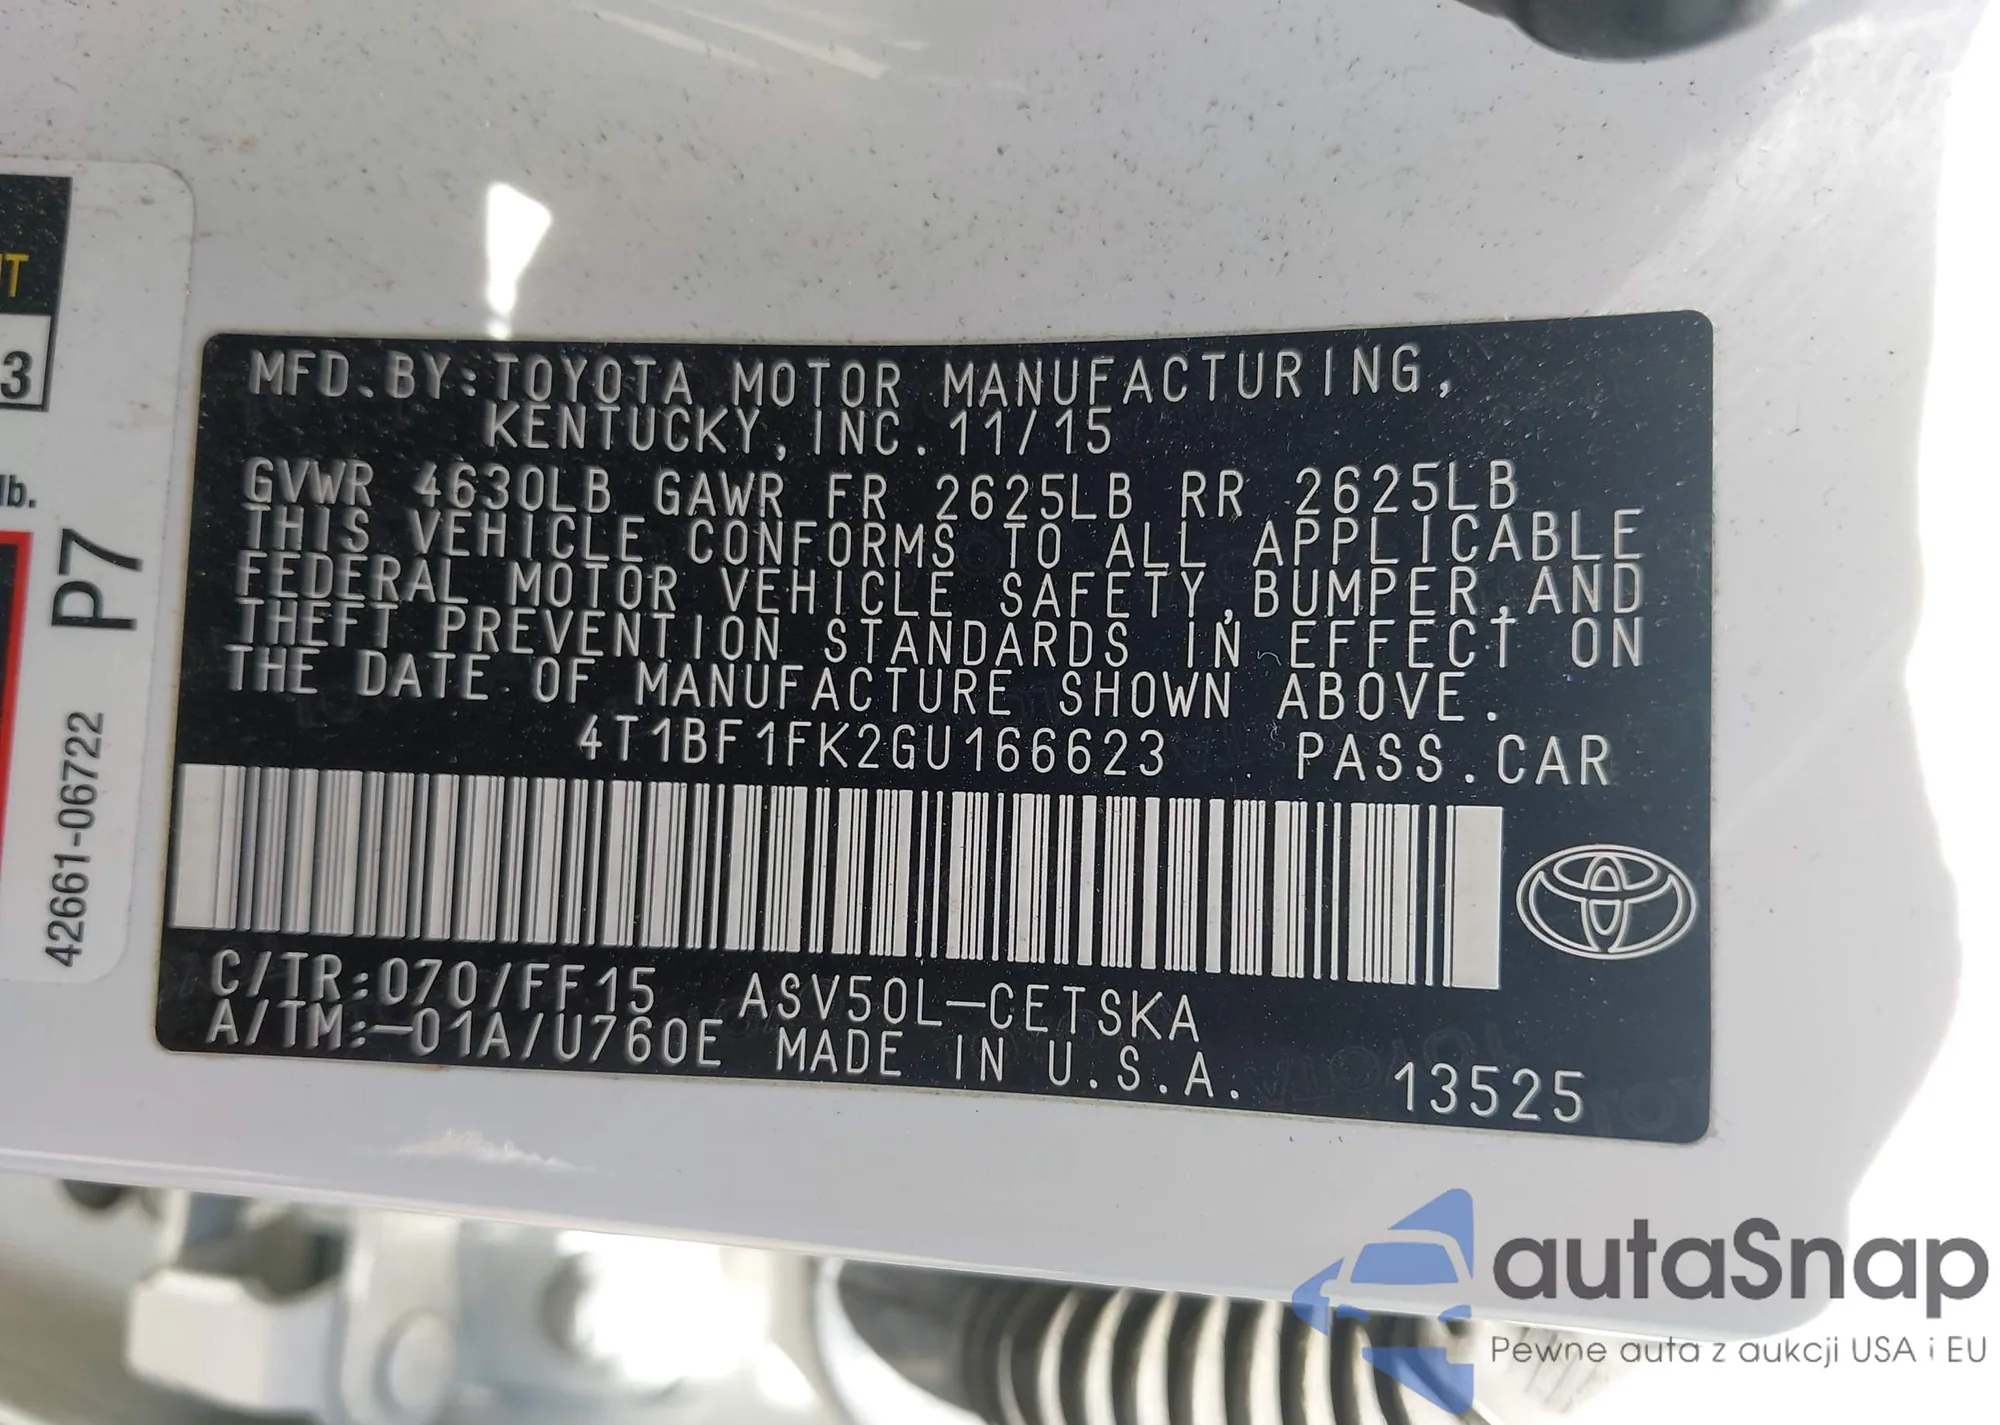 MFD.BY:TOYOTA MOTOR MANUFACTURING,
KENTUCKY, INC. 11/15
GVWR 4630LB GAWR FR 2625LB RR 2625LB
THIS VEHICLE CONFORMS TO ALL APPLICABLE
FEDERAL MOTOR VEHICLE SAFETY,BUMPER,AND
THEFT PREVENTION STANDARDS IN EFFECT ON
THE DATE OF MANUFACTURE SHOWN ABOVE.
4T1BF1FK2GU166623 PASS.CAR
C/TR:070/FF15 ASV50L-CETSKA
A/TM:-01A/U760E MADE IN U.S.A. 13525
3
lb.
P7
42661-06722
autaSnap
Pewne auta z aukcji USA i EU